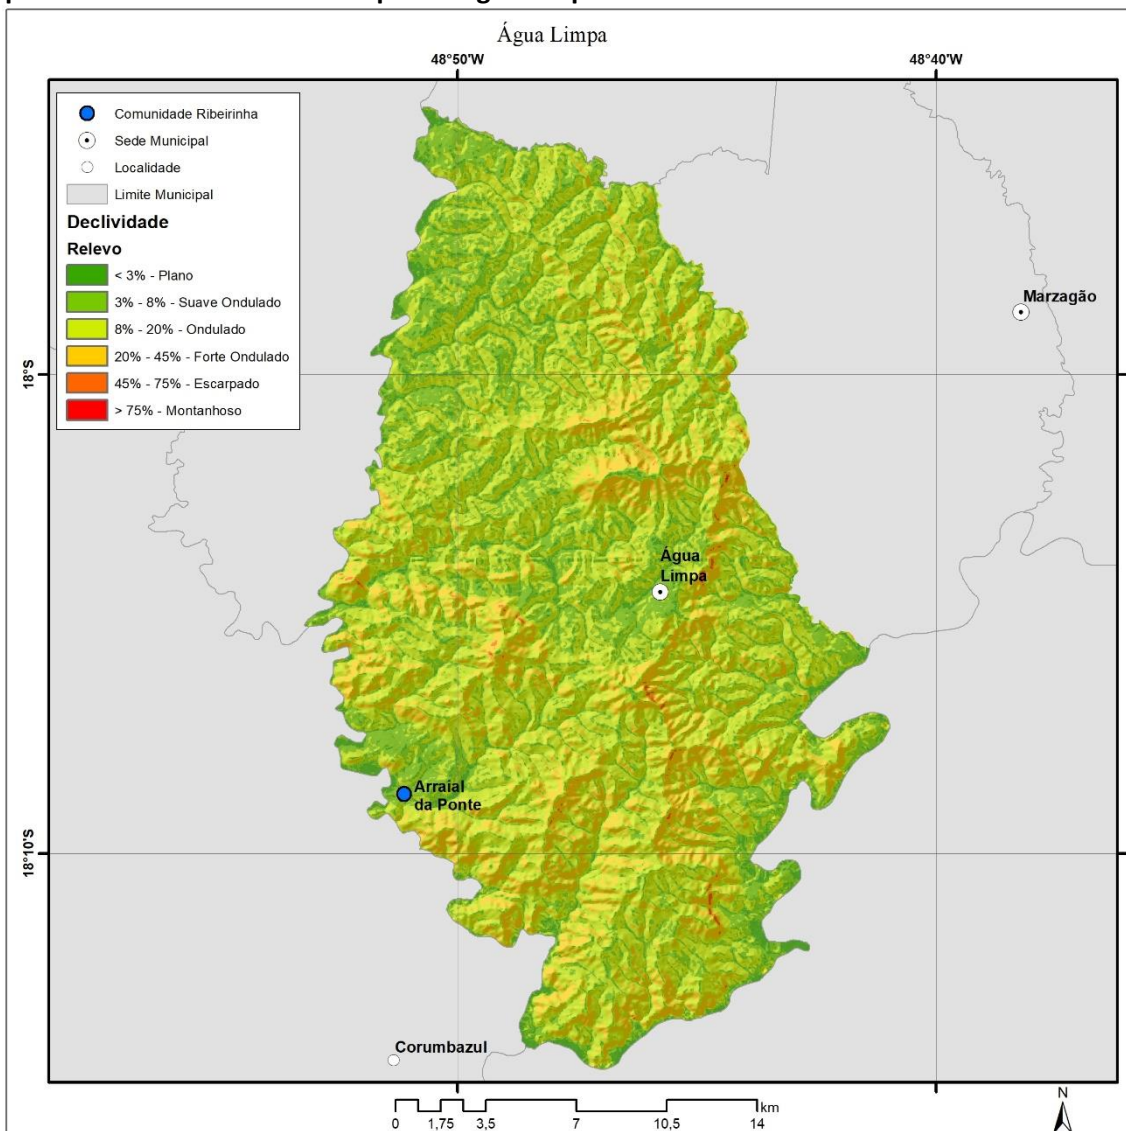 Água Limpa
48°50'W
48°40'W
Comunidade Ribeirinha
Sede Municipal
Localidade
Limite Municipal
Declividade
Relevo
< 3% - Plano
3% - 8% - Suave Ondulado
8% - 20% - Ondulado
20% - 45% - Forte Ondulado
45% - 75% - Escarpado
> 75% - Montanhoso
Marzagão
18°S
Água
Limpa
Arraial
da Ponte
18°10'S
Corumbazul
km
0 1,75 3,5 7 10,5 14
N